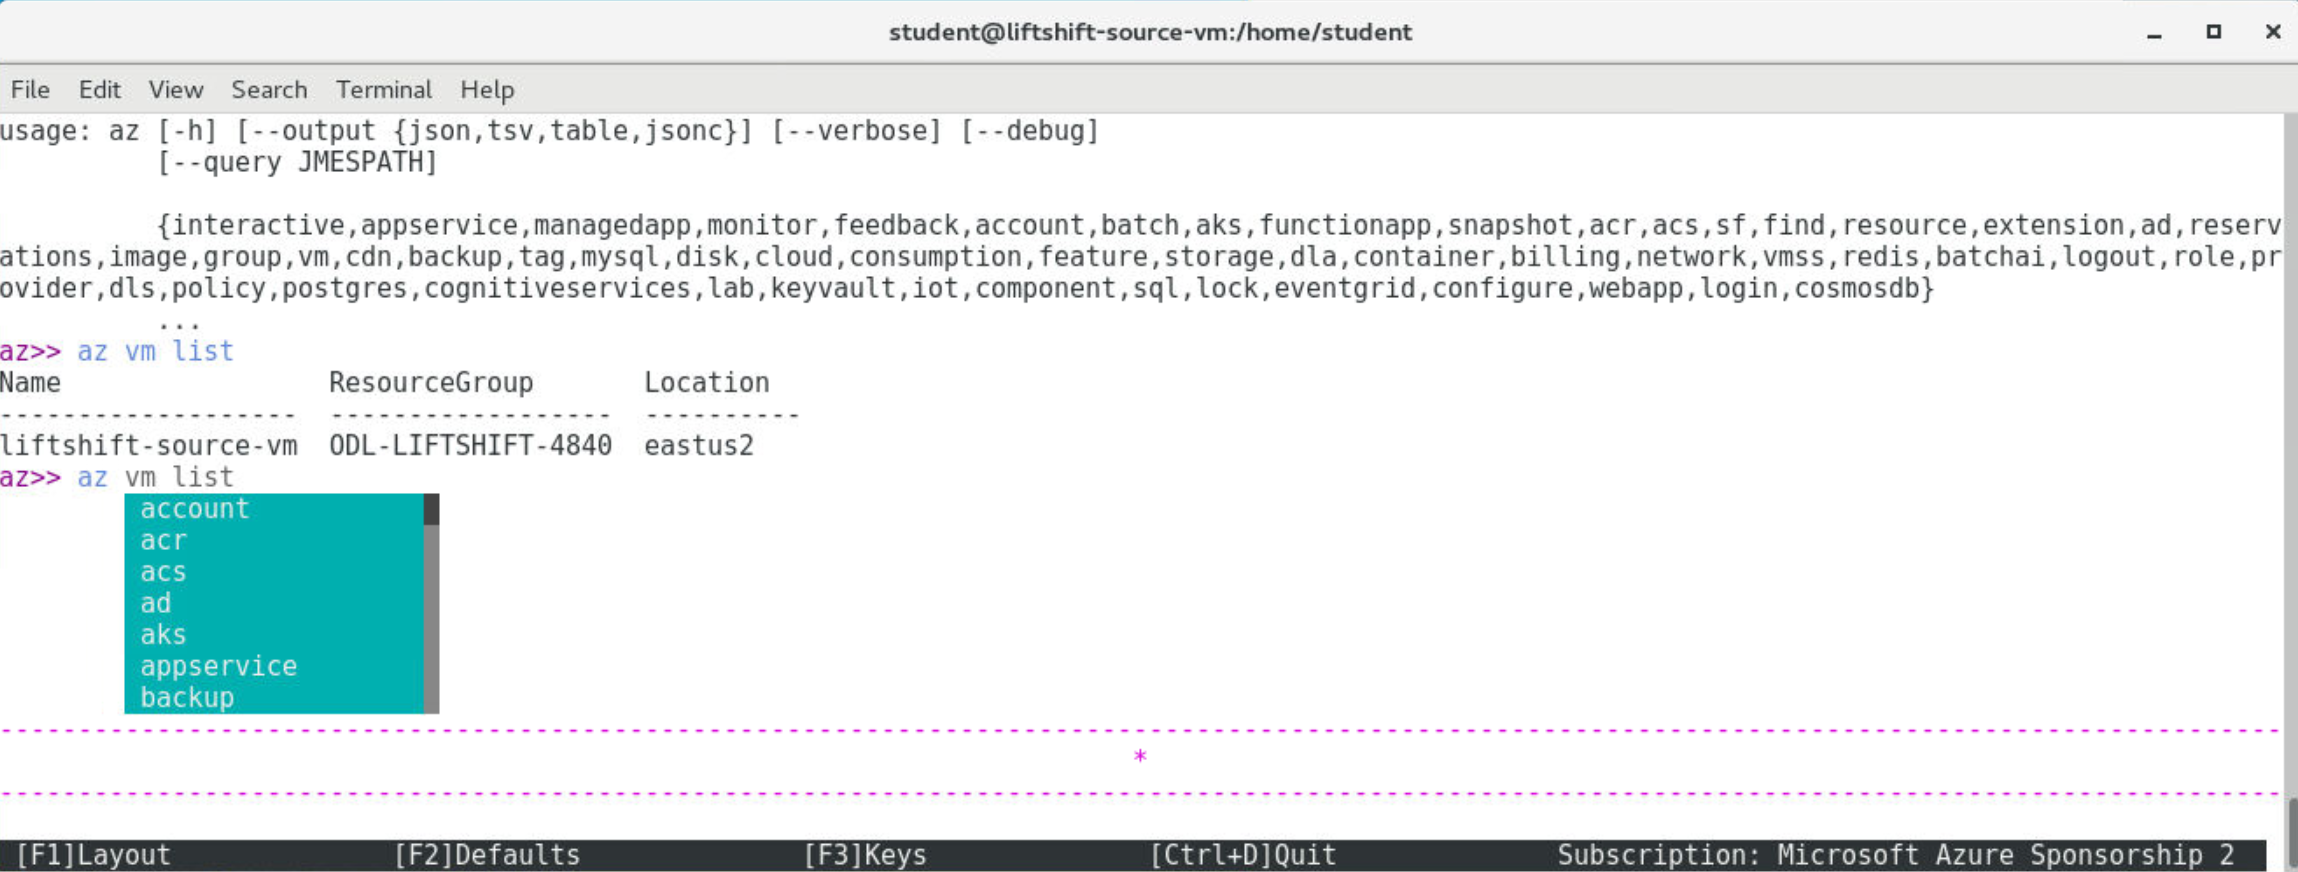 student@liftshift-source-vm:/home/student
File Edit View Search Terminal Help
usage: az [-h] [--output {json,tsv,table,jsonc}] [--verbose] [--debug]
[--query JMESPATH]
{interactive,appservice,managedapp,monitor,feedback,account,batch,aks,functionapp,snapshot,acr,acs,sf,find,resource,extension,ad,reserv
ations,image,group,vm,cdn,backup,tag,mysql,disk,cloud,consumption,feature,storage,dla,container,billing,network,vmss,redis,batchai,logout,role,pr
ovider,dls,policy,postgres,cognitiveservices,lab,keyvault,iot,component,sql,lock,eventgrid,configure,webapp,login,cosmosdb}
...
az>> az vm list
Name ResourceGroup Location
------------------- ------------------ ----------
liftshift-source-vm ODL-LIFTSHIFT-4840 eastus2
az>> az vm list
account
acr
acs
ad
aks
appservice
backup
*
[F1]Layout [F2]Defaults [F3]Keys [Ctrl+D]Quit Subscription: Microsoft Azure Sponsorship 2